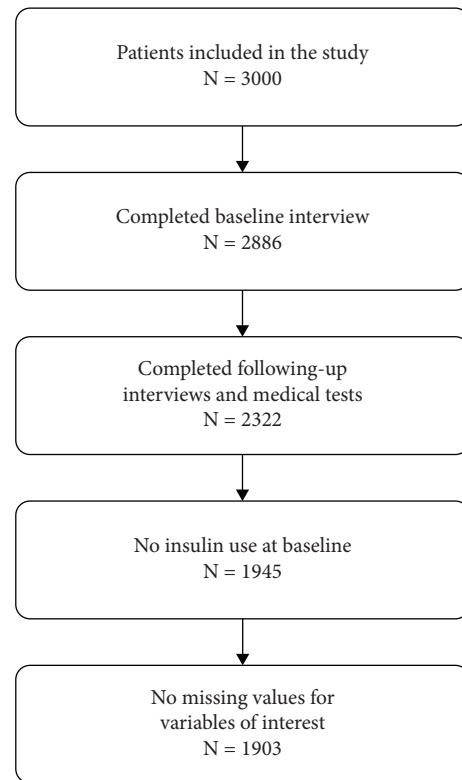 Patients included in the study
N = 3000
Completed baseline interview
N = 2886
Completed following-up
interviews and medical tests
N = 2322
No insulin use at baseline
N = 1945
No missing values for
variables of interest
N = 1903